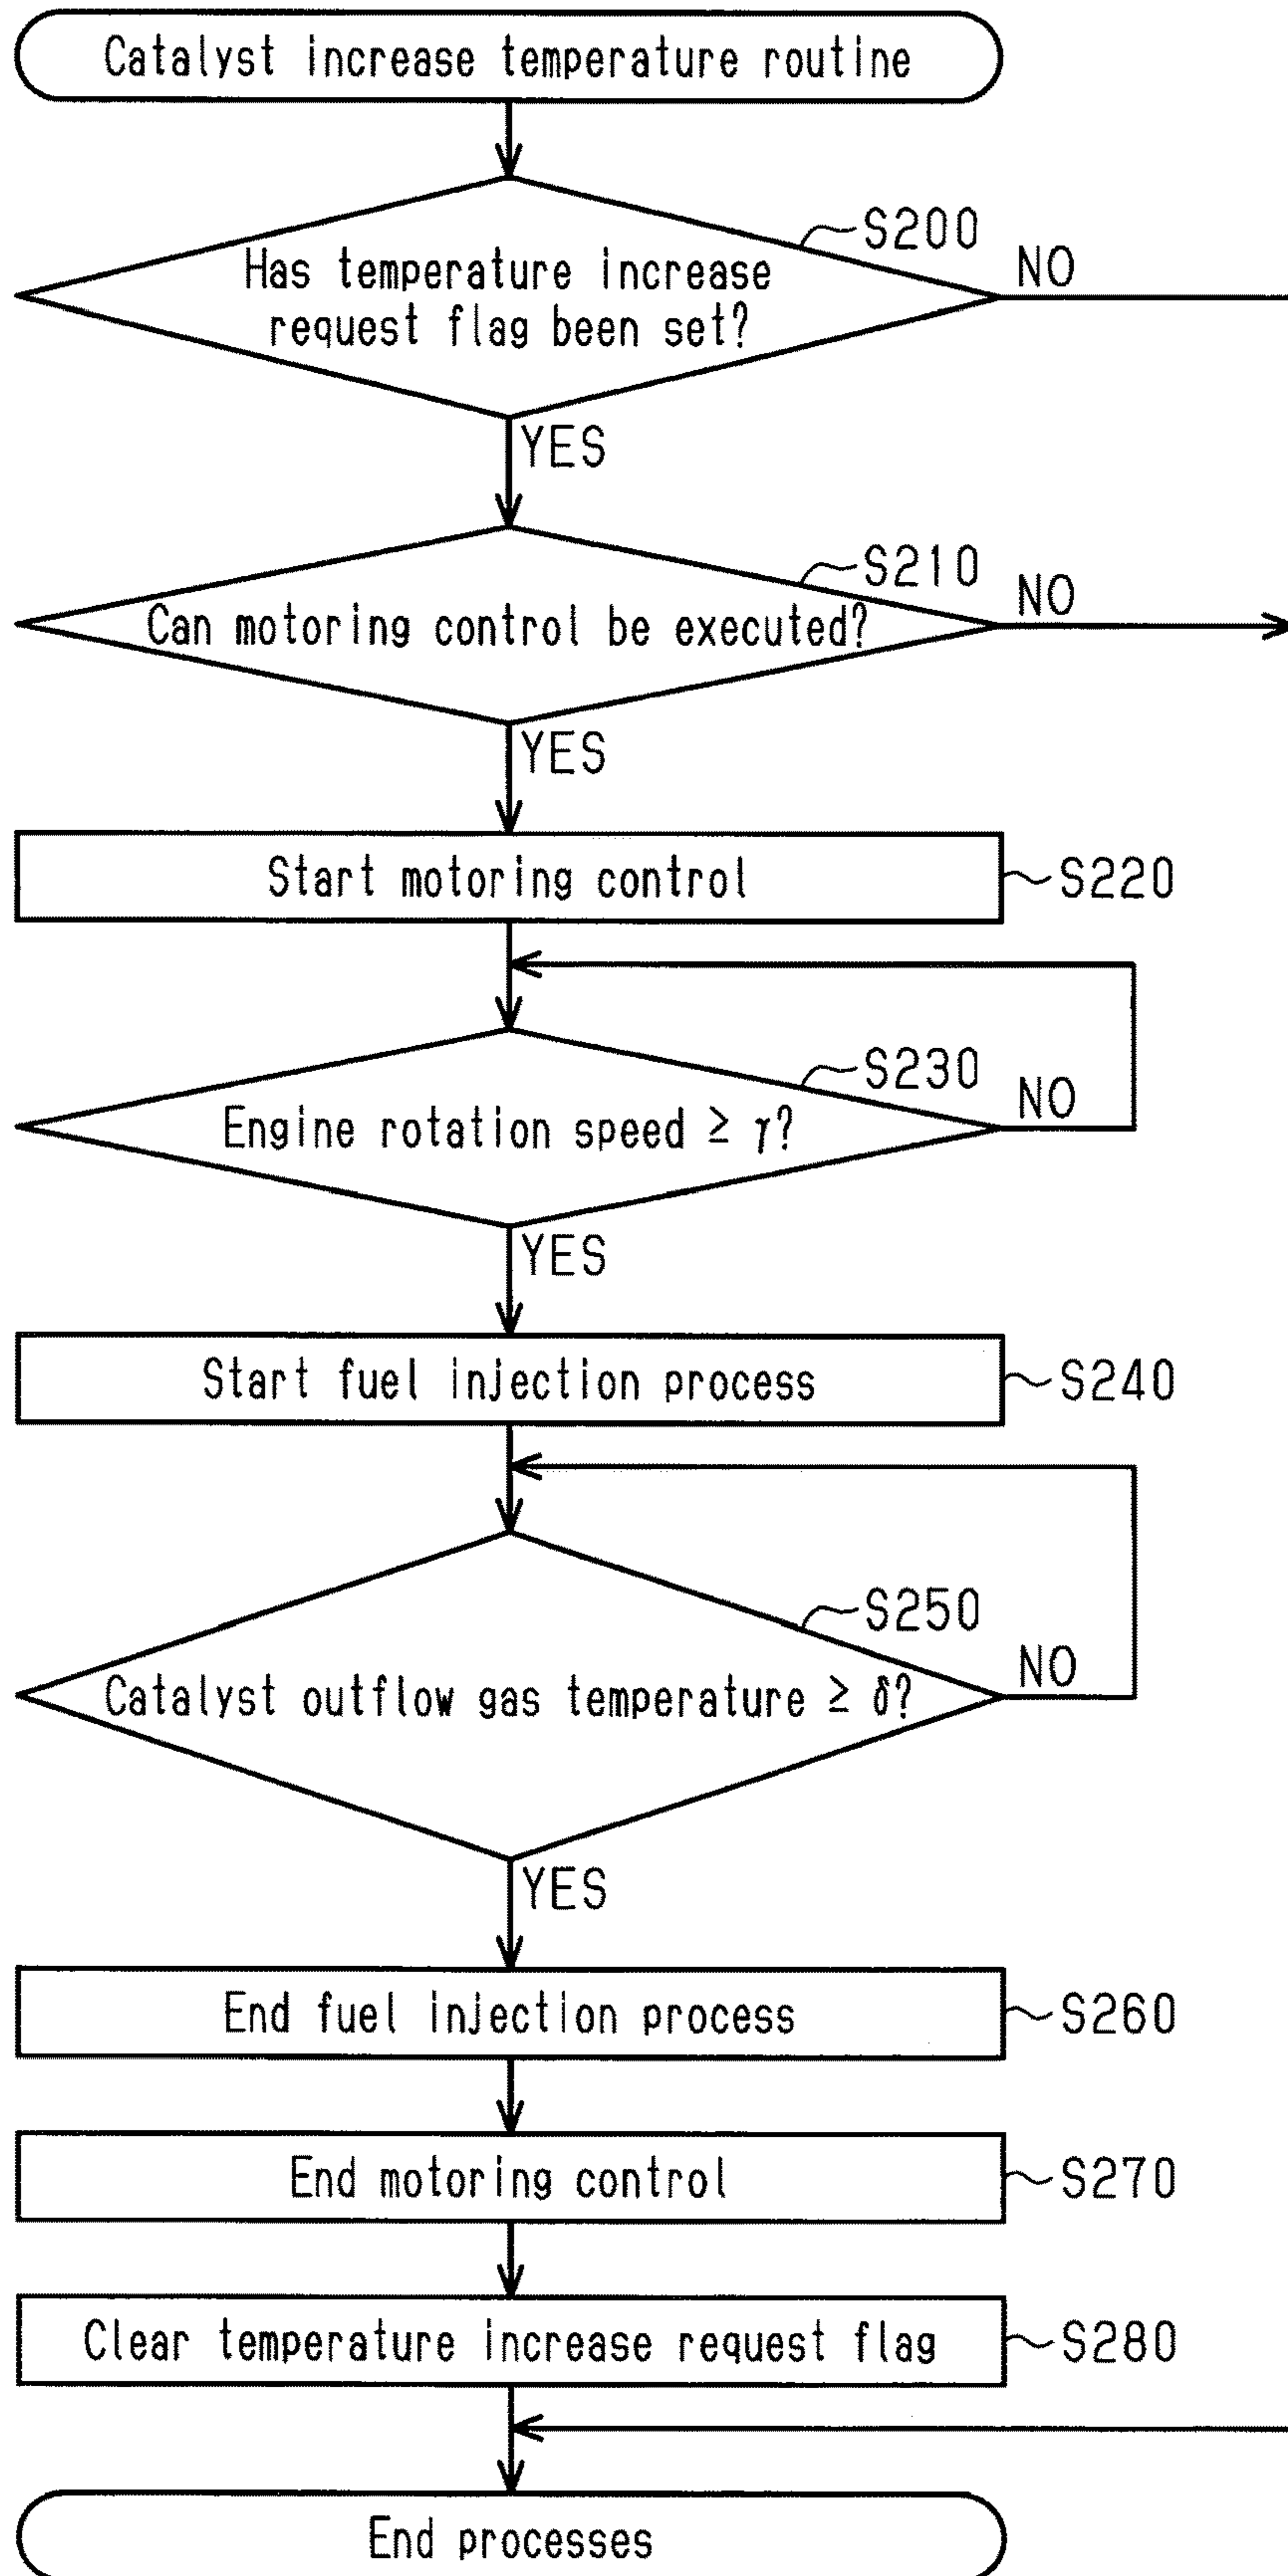 Catalyst increase temperature routine
S200
Has temperature increase
NO
request flag been set?
YES
S210
NO
Can motoring control be executed?
YES
Start motoring control
S220
S230
NO
Engine rotation speed ≥ γ?
YES
Start fuel injection process
S240
S250
NO
Catalyst outflow gas temperature ≥ δ?
YES
End fuel injection process
S260
End motoring control
S270
Clear temperature increase request flag
S280
End processes